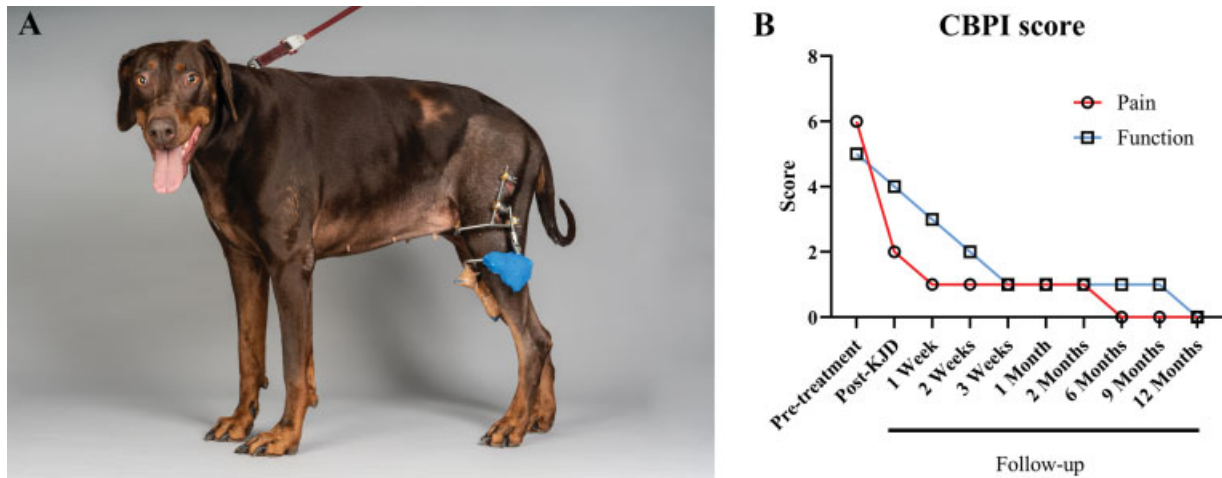 A
B
CBPI score
Pain
Function
Score
8
6
4
2
0
Pre-treatment
Post-KJD
1 Week
2 Weeks
3 Weeks
1 Month
2 Months
6 Months
9 Months
12 Months
Follow-up